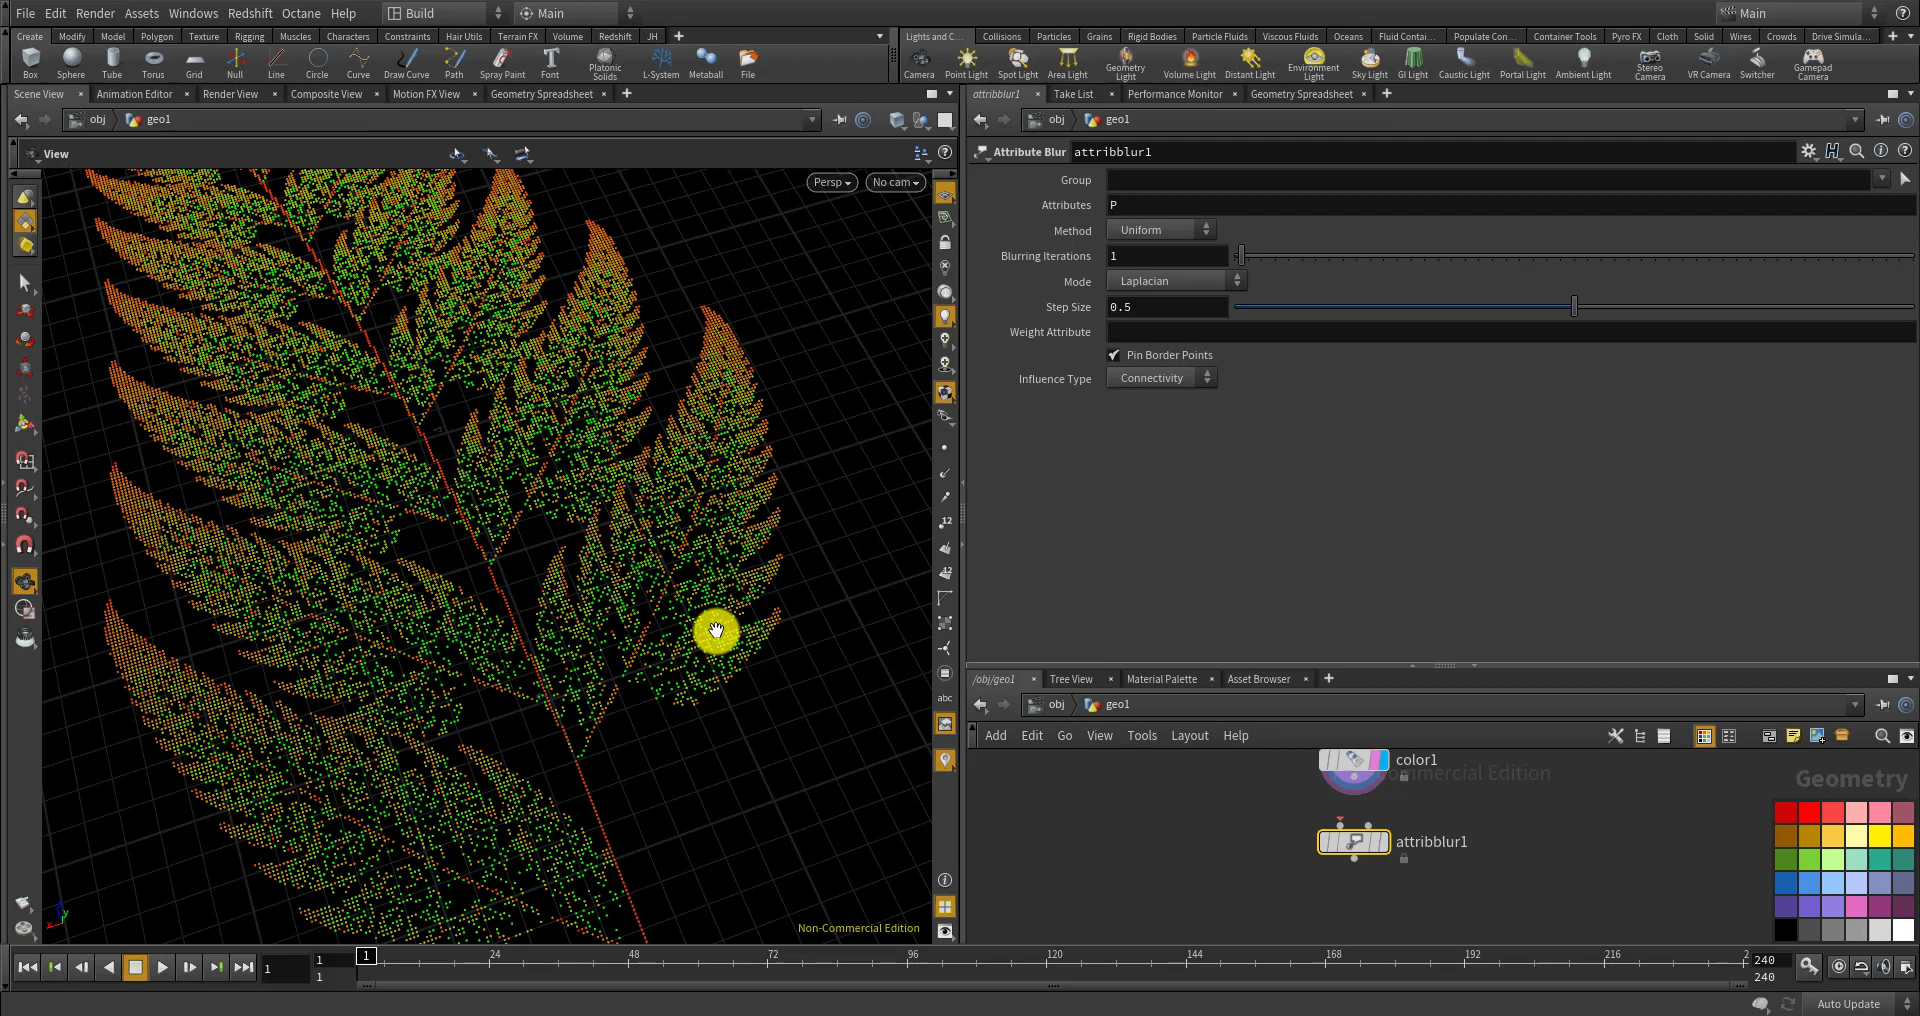 File Edit Render Assets Windows Redshift Octane Help Build Main Main
Create Modify Model Polygon Texture Rigging Muscles Characters Constraints Hair Utils Terrain FX Volume Redshift JH
Box Sphere Tube Torus Grid Null Line Circle Curve Draw Curve Path Spray Paint Font Platonic Solids L-System Metaball File
Lights and C... Collisions Particles Grains Rigid Bodies Particle Fluids Viscous Fluids Oceans Fluid Contai... Populate Con... Container Tools Pyro FX Cloth Solid Wires Crowds Drive Simula...
Camera Point Light Spot Light Area Light Geometry Light Volume Light Distant Light Environment Light Sky Light GI Light Caustic Light Portal Light Ambient Light Stereo Camera VR Camera Switcher Gamepad Camera
Scene View Animation Editor Render View Composite View Motion FX View Geometry Spreadsheet
obj geo1
View
Persp No cam
12
12
abc
Non-Commercial Edition
attribblur1 Take List Performance Monitor Geometry Spreadsheet
obj geo1
Attribute Blur attribblur1
Group
Attributes P
Method Uniform
Blurring Iterations 1
Mode Laplacian
Step Size 0.5
Weight Attribute
Pin Border Points
Influence Type Connectivity
/obj/geo1 Tree View Material Palette Asset Browser
obj geo1
Add Edit Go View Tools Layout Help
color1
Commercial Edition
Geometry
attribblur1
1 1 1 24 48 72 96 120 144 168 192 216 2 240
1 240
Auto Update